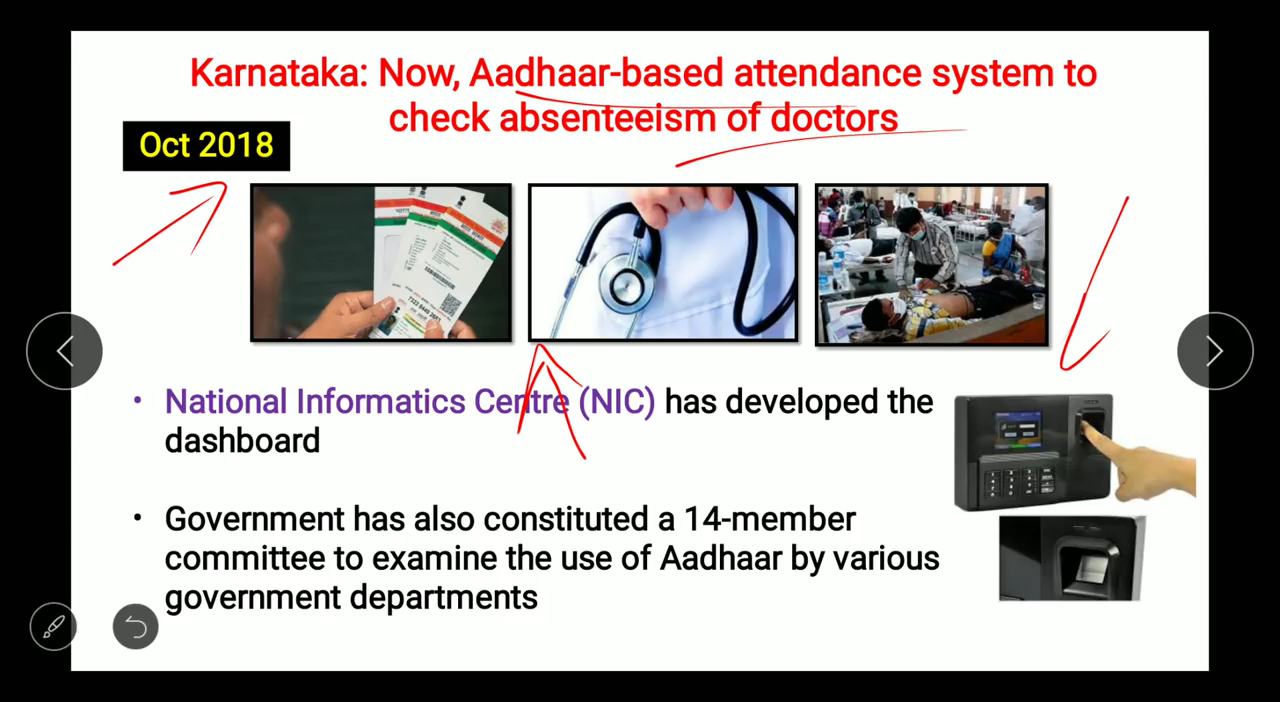 Karnataka: Now, Aadhaar-based attendance system to
check absenteeism of doctors
Oct 2018
• National Informatics Centre (NIC) has developed the
dashboard
• Government has also constituted a 14-member
committee to examine the use of Aadhaar by various
government departments